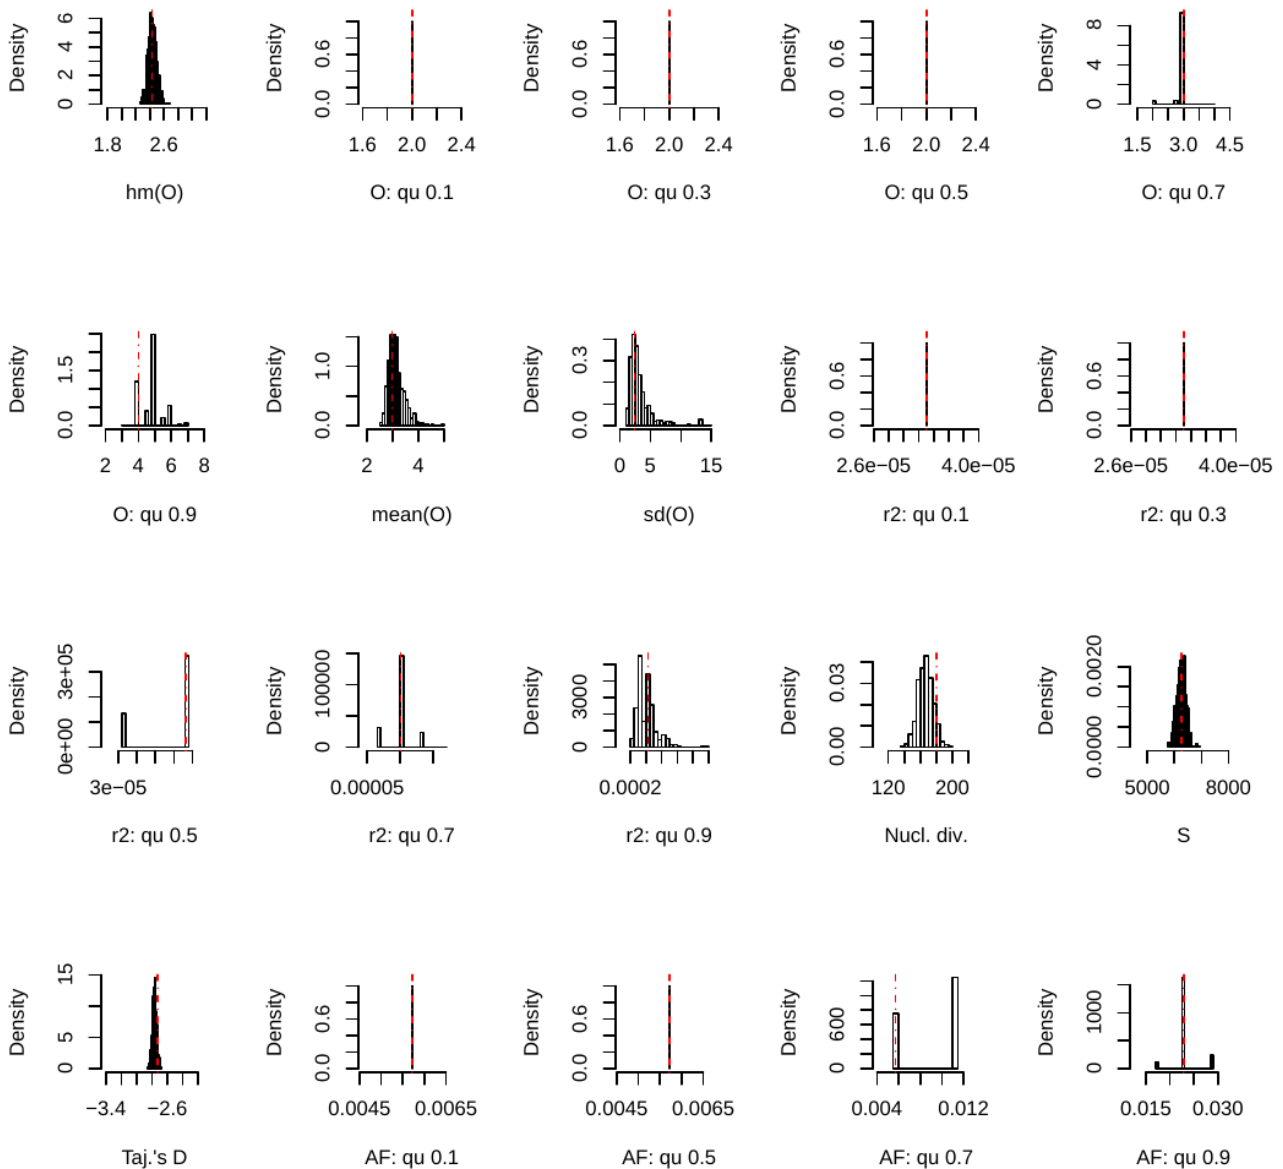 Density
0 2 4 6
1.8 2.6
hm(O)
Density
0.0 0.6
1.6 2.0 2.4
O: qu 0.1
Density
0.0 0.6
1.6 2.0 2.4
O: qu 0.3
Density
0.0 0.6
1.6 2.0 2.4
O: qu 0.5
Density
0 4 8
1.5 3.0 4.5
O: qu 0.7
Density
0.0 1.5
2 4 6 8
O: qu 0.9
Density
0.0 1.0
2 4
mean(O)
Density
0.0 0.3
0 5 15
sd(O)
Density
0.0 0.6
2.6e−05 4.0e−05
r2: qu 0.1
Density
0.0 0.6
2.6e−05 4.0e−05
r2: qu 0.3
Density
0e+00 3e+05
3e−05
r2: qu 0.5
Density
0 100000
0.00005
r2: qu 0.7
Density
0 3000
0.0002
r2: qu 0.9
Density
0.00 0.03
120 200
Nucl. div.
Density
0.0000 0.0020
5000 8000
S
Density
0 5 15
−3.4 −2.6
Taj.'s D
Density
0.0 0.6
0.0045 0.0065
AF: qu 0.1
Density
0.0 0.6
0.0045 0.0065
AF: qu 0.5
Density
0 600
0.004 0.012
AF: qu 0.7
Density
0 1000
0.015 0.030
AF: qu 0.9